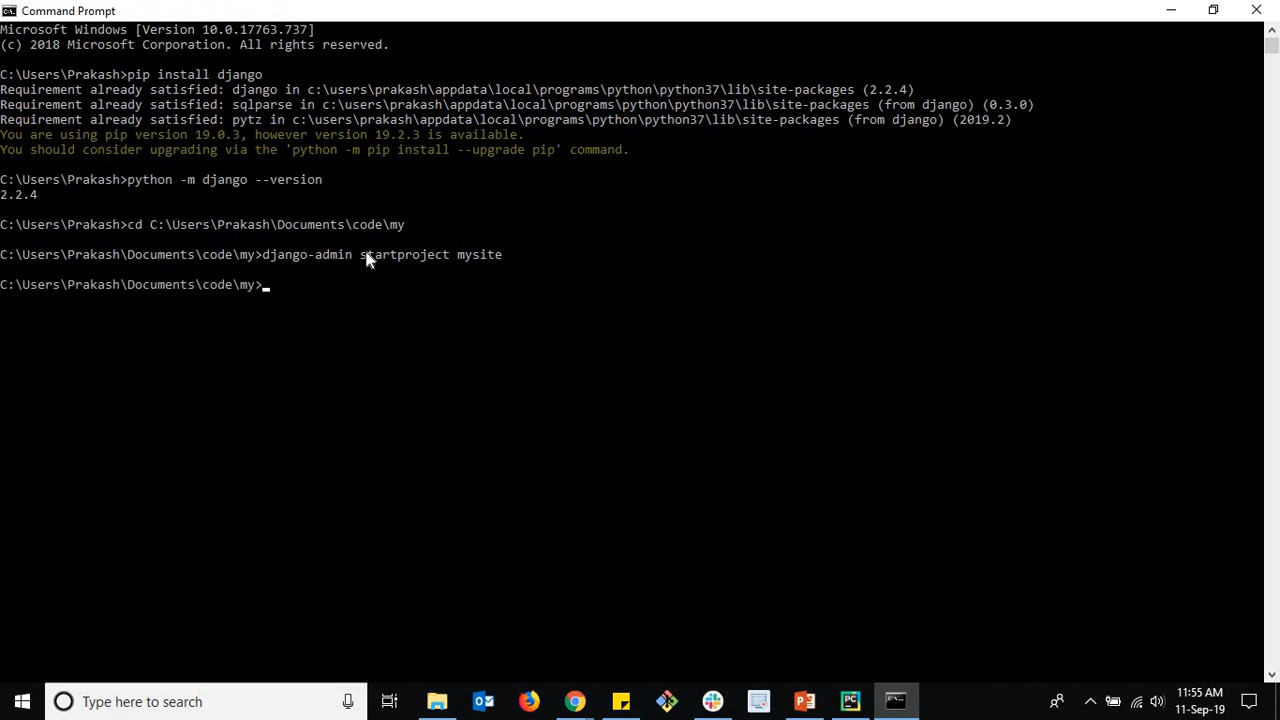 Command Prompt
Microsoft Windows [Version 10.0.17763.737]
(c) 2018 Microsoft Corporation. All rights reserved.
C:\Users\Prakash>pip install django
Requirement already satisfied: django in c:\users\prakash\appdata\local\programs\python\python37\lib\site-packages (2.2.4)
Requirement already satisfied: sqlparse in c:\users\prakash\appdata\local\programs\python\python37\lib\site-packages (from django) (0.3.0)
Requirement already satisfied: pytz in c:\users\prakash\appdata\local\programs\python\python37\lib\site-packages (from django) (2019.2)
You are using pip version 19.0.3, however version 19.2.3 is available.
You should consider upgrading via the 'python -m pip install --upgrade pip' command.
C:\Users\Prakash>python -m django --version
2.2.4
C:\Users\Prakash>cd C:\Users\Prakash\Documents\code\my
C:\Users\Prakash\Documents\code\my>django-admin startproject mysite
C:\Users\Prakash\Documents\code\my>
Type here to search
11:55 AM
11-Sep-19